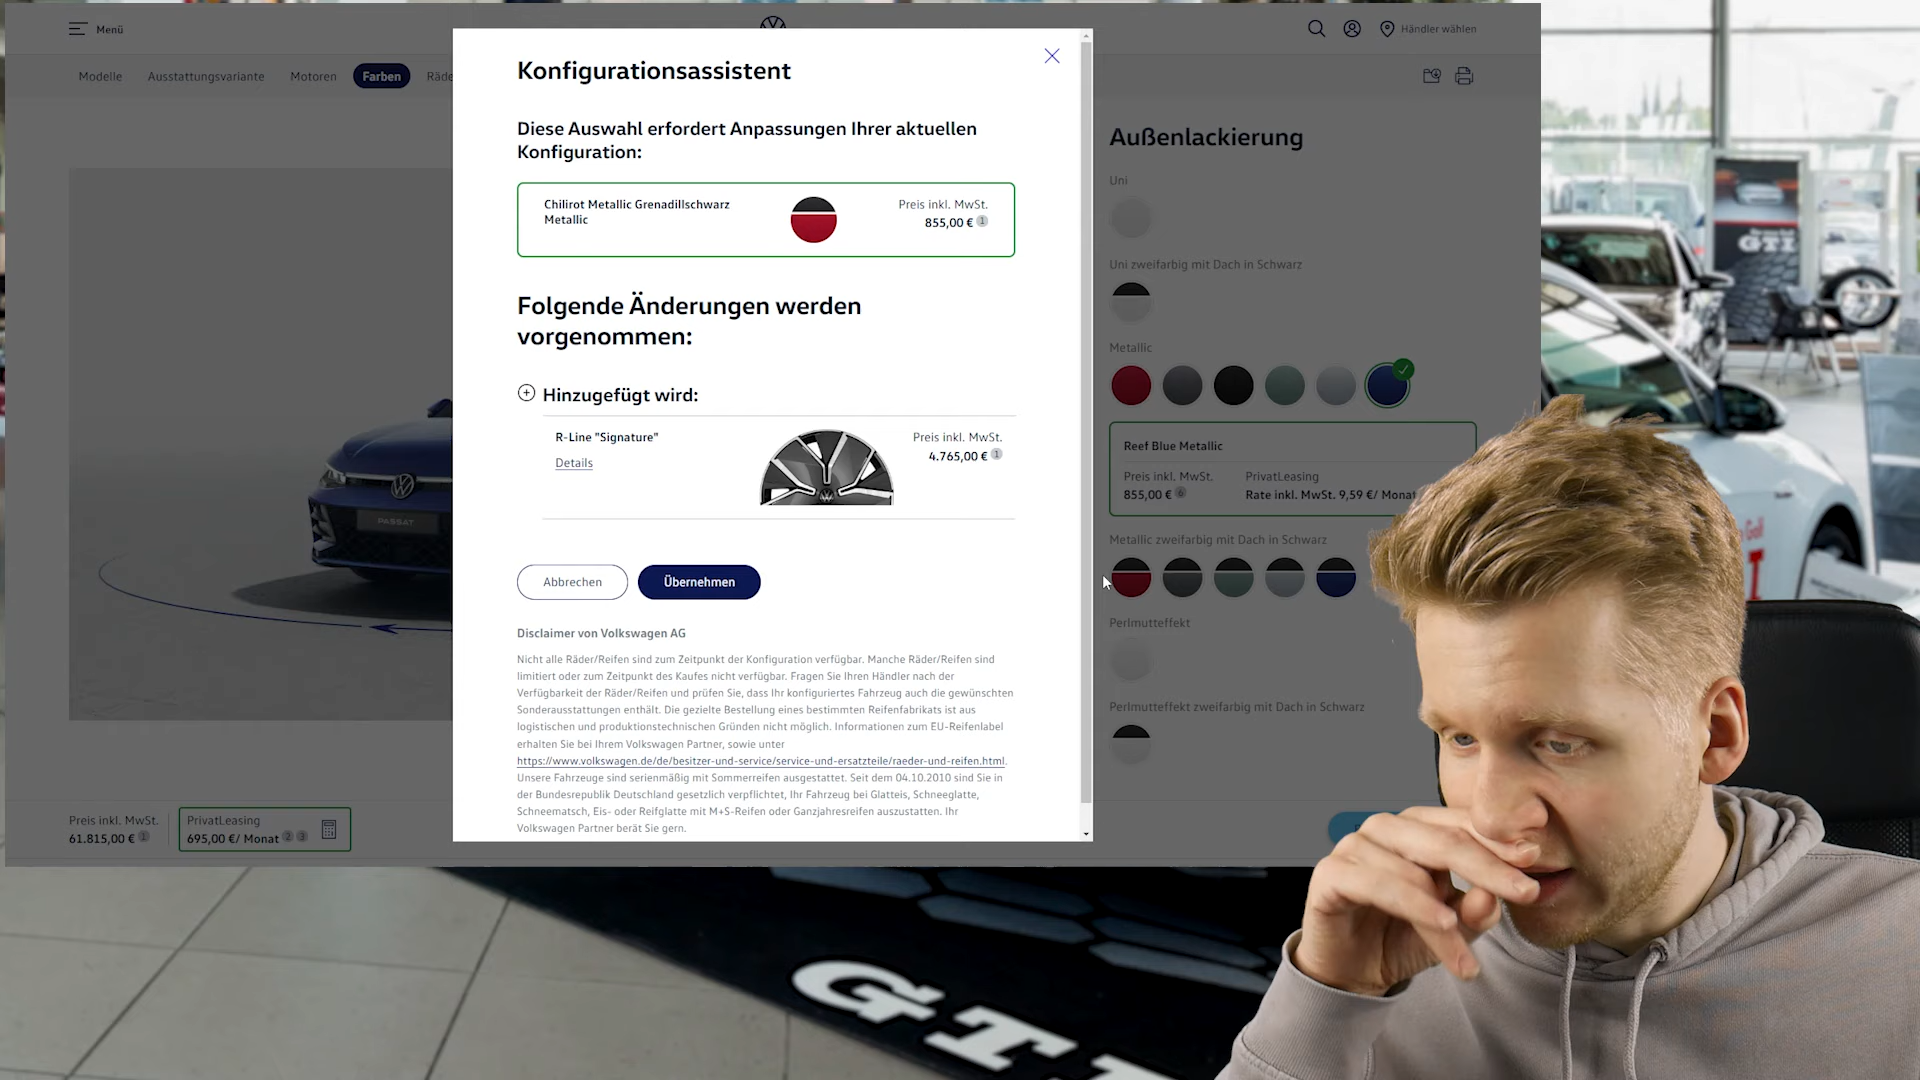 Menü
Händler wählen
Modelle
Ausstattungsvariante
Motoren
Farben
Konfigurationsassistent
Diese Auswahl erfordert Anpassungen Ihrer aktuellen
Konfiguration:
Chilirot Metallic Grenadillschwarz
Metallic
Preis inkl. MwSt.
855,00 € 1
Folgende Änderungen werden
vorgenommen:
Hinzugefügt wird:
R-Line "Signature"
Details
Preis inkl. MwSt.
4.765,00 € 1
Abbrechen
Übernehmen
Disclaimer von Volkswagen AG
Nicht alle Räder/Reifen sind zum Zeitpunkt der Konfiguration verfügbar. Manche Räder/Reifen sind
limitiert oder zum Zeitpunkt des Kaufes nicht verfügbar. Fragen Sie Ihren Händler nach der
Verfügbarkeit der Räder/Reifen und prüfen Sie, dass Ihr konfiguriertes Fahrzeug auch die gewünschten
Sonderausstattungen enthält. Die gezielte Bestellung eines bestimmten Reifenfabrikats ist aus
logistischen und produktionstechnischen Gründen nicht möglich. Informationen zum EU-Reifenlabel
erhalten Sie bei Ihrem Volkswagen Partner, sowie unter
https://www.volkswagen.de/de/besitzer-und-service/service-und-ersatzteile/raeder-und-reifen.html.
Unsere Fahrzeuge sind serienmäßig mit Sommerreifen ausgestattet. Seit dem 04.10.2010 sind Sie in
der Bundesrepublik Deutschland gesetzlich verpflichtet, Ihr Fahrzeug bei Glatteis, Schneeglatte,
Schneematsch, Eis- oder Reifglatte mit M+S-Reifen oder Ganzjahresreifen auszustatten. Ihr
Volkswagen Partner berät Sie gern.
Außenlackierung
Uni
Uni zweifarbig mit Dach in Schwarz
Metallic
Reef Blue Metallic
Preis inkl. MwSt.
855,00 € 6
PrivatLeasing
Rate inkl. MwSt. 9,59 €/ Monat
Metallic zweifarbig mit Dach in Schwarz
Perlmutteffekt
Perlmutteffekt zweifarbig mit Dach in Schwarz
PASSAT
Preis inkl. MwSt.
61.815,00 € 1
PrivatLeasing
695,00 €/ Monat 2 3
GTI
GTI